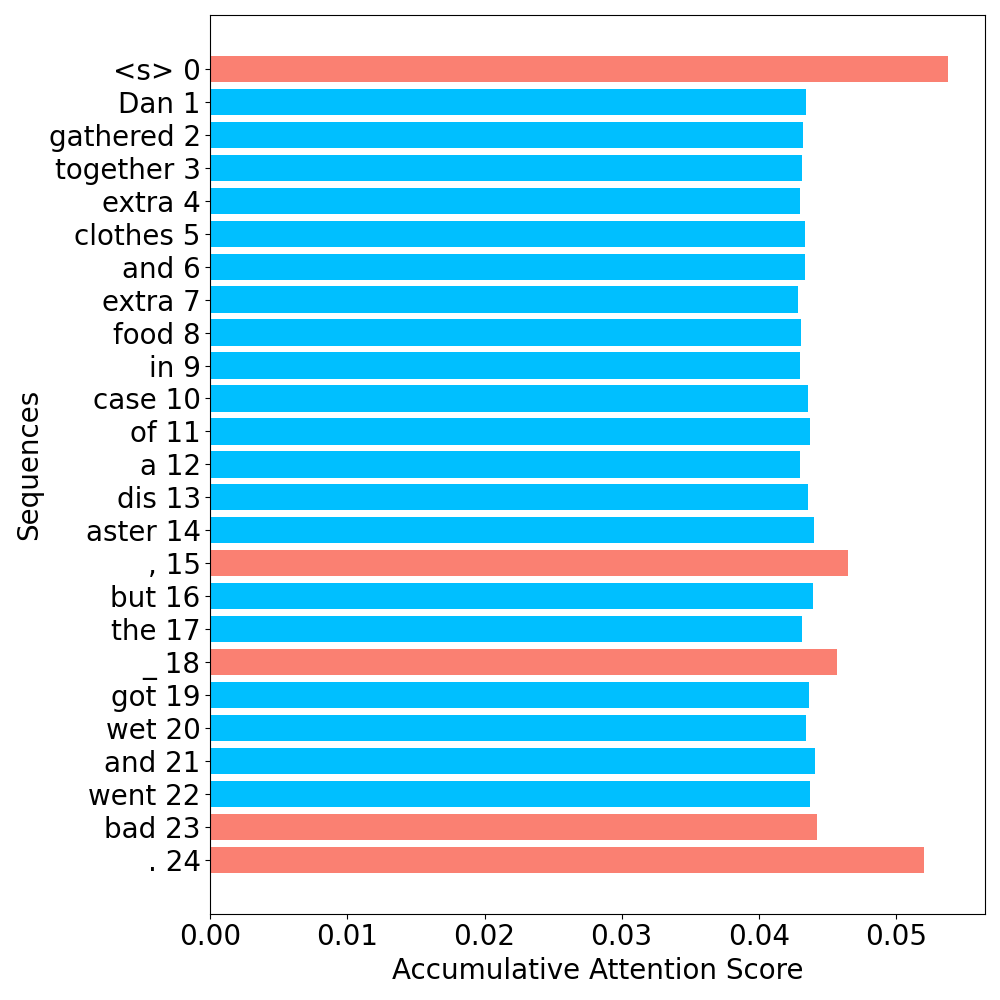 <s> 0
Dan 1
gathered 2
together 3
extra 4
clothes 5
and 6
extra 7
food 8
in 9
case 10
of 11
a 12
dis 13
aster 14
, 15
but 16
the 17
_ 18
got 19
wet 20
and 21
went 22
bad 23
. 24
Sequences
0.00 0.01 0.02 0.03 0.04 0.05
Accumulative Attention Score